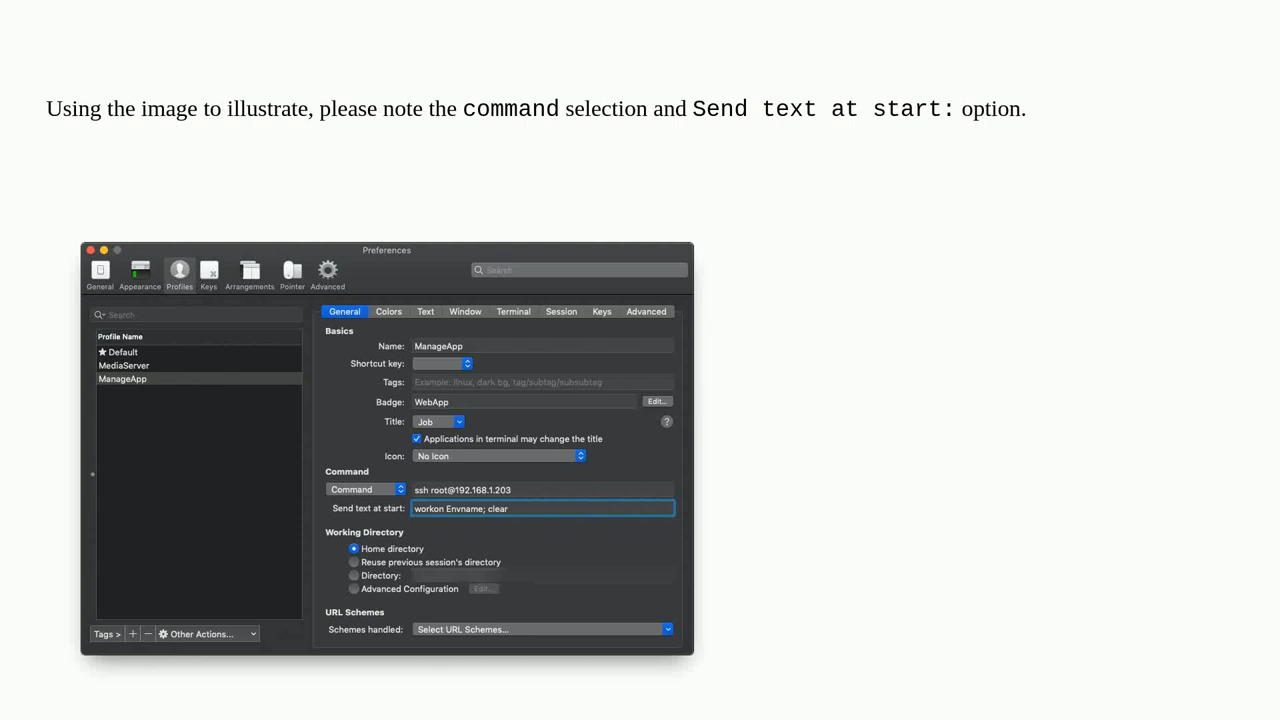 Using the image to illustrate, please note the command selection and Send text at start: option.
Preferences
General Appearance Profiles Keys Arrangements Pointer Advanced
Search
Search
General Colors Text Window Terminal Session Keys Advanced
Profile Name
★ Default
MediaServer
ManageApp
Tags > + − Other Actions...
Basics
Name: ManageApp
Shortcut key:
Tags: Example: linux, dark bg, tag/subtag/subsubtag
Badge: WebApp Edit...
Title: Job ?
Applications in terminal may change the title
Icon: No Icon
Command
Command ssh root@192.168.1.203
Send text at start: workon Envname; clear
Working Directory
Home directory
Reuse previous session's directory
Directory:
Advanced Configuration Edit...
URL Schemes
Schemes handled: Select URL Schemes...